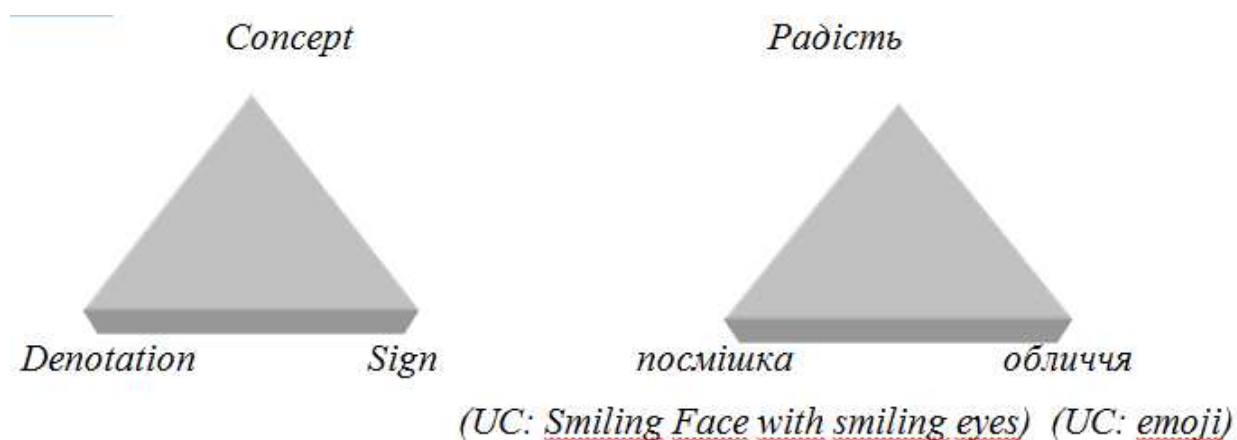 Concept Радість
Denotation Sign посмішка обличчя
(UC: Smiling Face with smiling eyes) (UC: emoji)